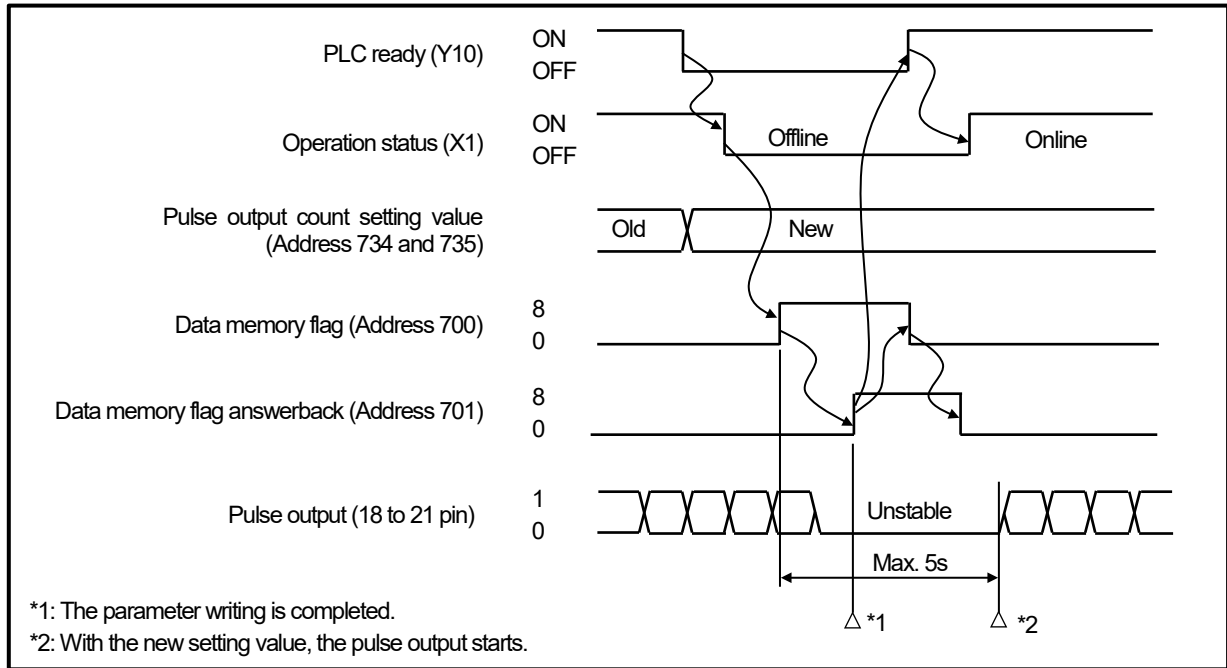 PLC ready (Y10)
ON
OFF
Operation status (X1)
ON
OFF
Offline
Online
Pulse output count setting value
(Address 734 and 735)
Old
New
Data memory flag (Address 700)
8
0
Data memory flag answerback (Address 701)
8
0
Pulse output (18 to 21 pin)
1
0
Unstable
Max. 5s
*1: The parameter writing is completed.
*1
*2
*2: With the new setting value, the pulse output starts.